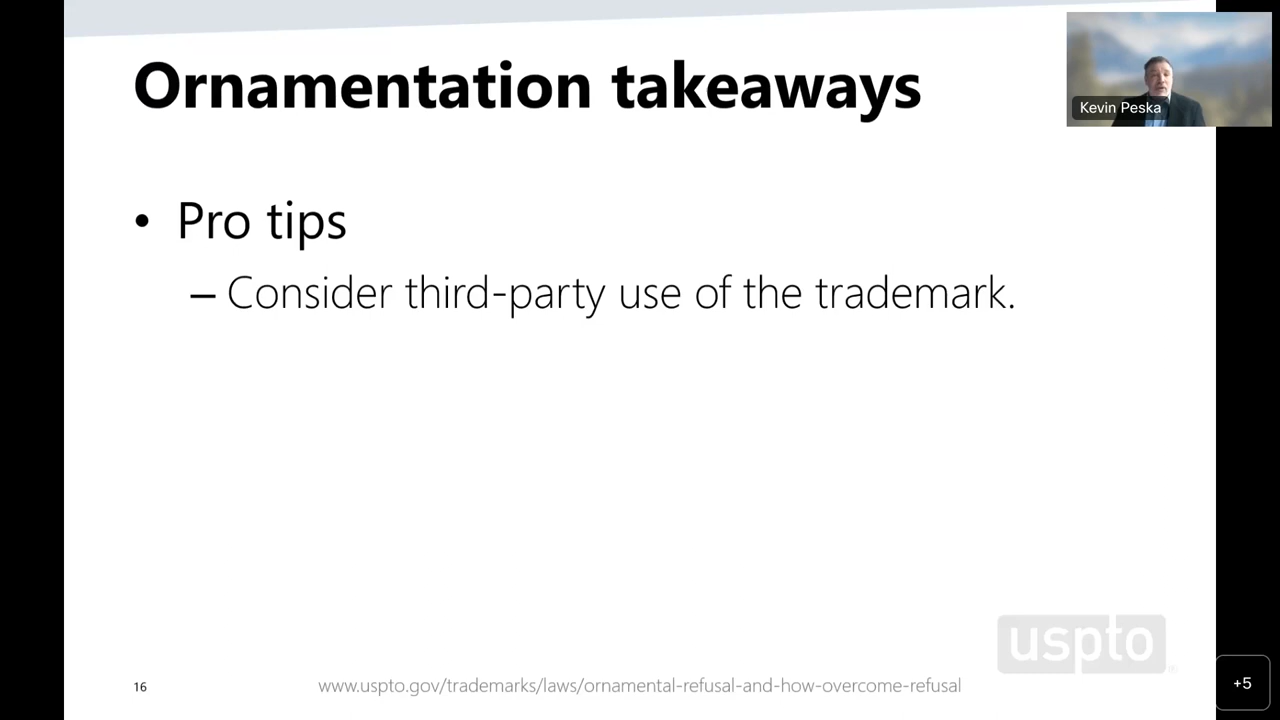 Ornamentation takeaways
Kevin Peska
• Pro tips
– Consider third-party use of the trademark.
uspto
16
www.uspto.gov/trademarks/laws/ornamental-refusal-and-how-overcome-refusal
+5